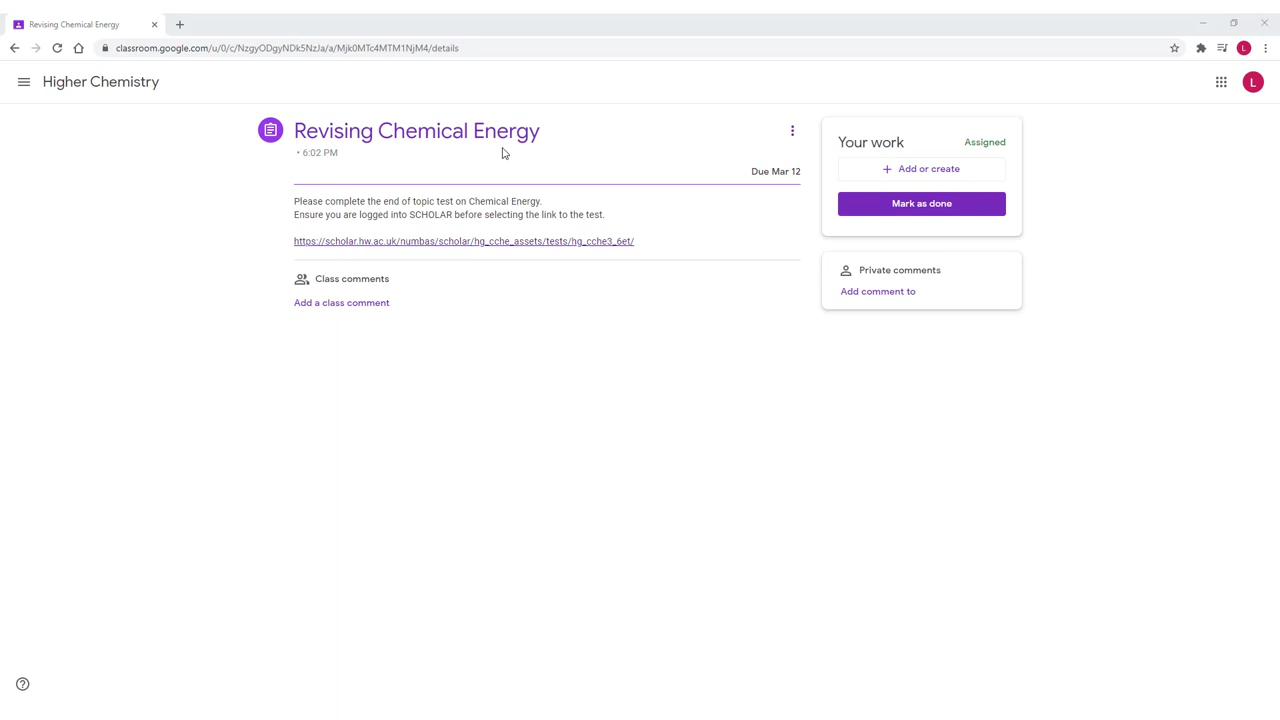 Revising Chemical Energy
classroom.google.com/u/0/c/NzgyODgyNDk5NzJa/a/Mjk0MTc4MTM1NjM4/details
L
Higher Chemistry
L
Revising Chemical Energy
• 6:02 PM
Due Mar 12
Please complete the end of topic test on Chemical Energy.
Ensure you are logged into SCHOLAR before selecting the link to the test.
https://scholar.hw.ac.uk/numbas/scholar/hg_cche_assets/tests/hg_cche3_6et/
Class comments
Add a class comment
Your work
Assigned
+ Add or create
Mark as done
Private comments
Add comment to